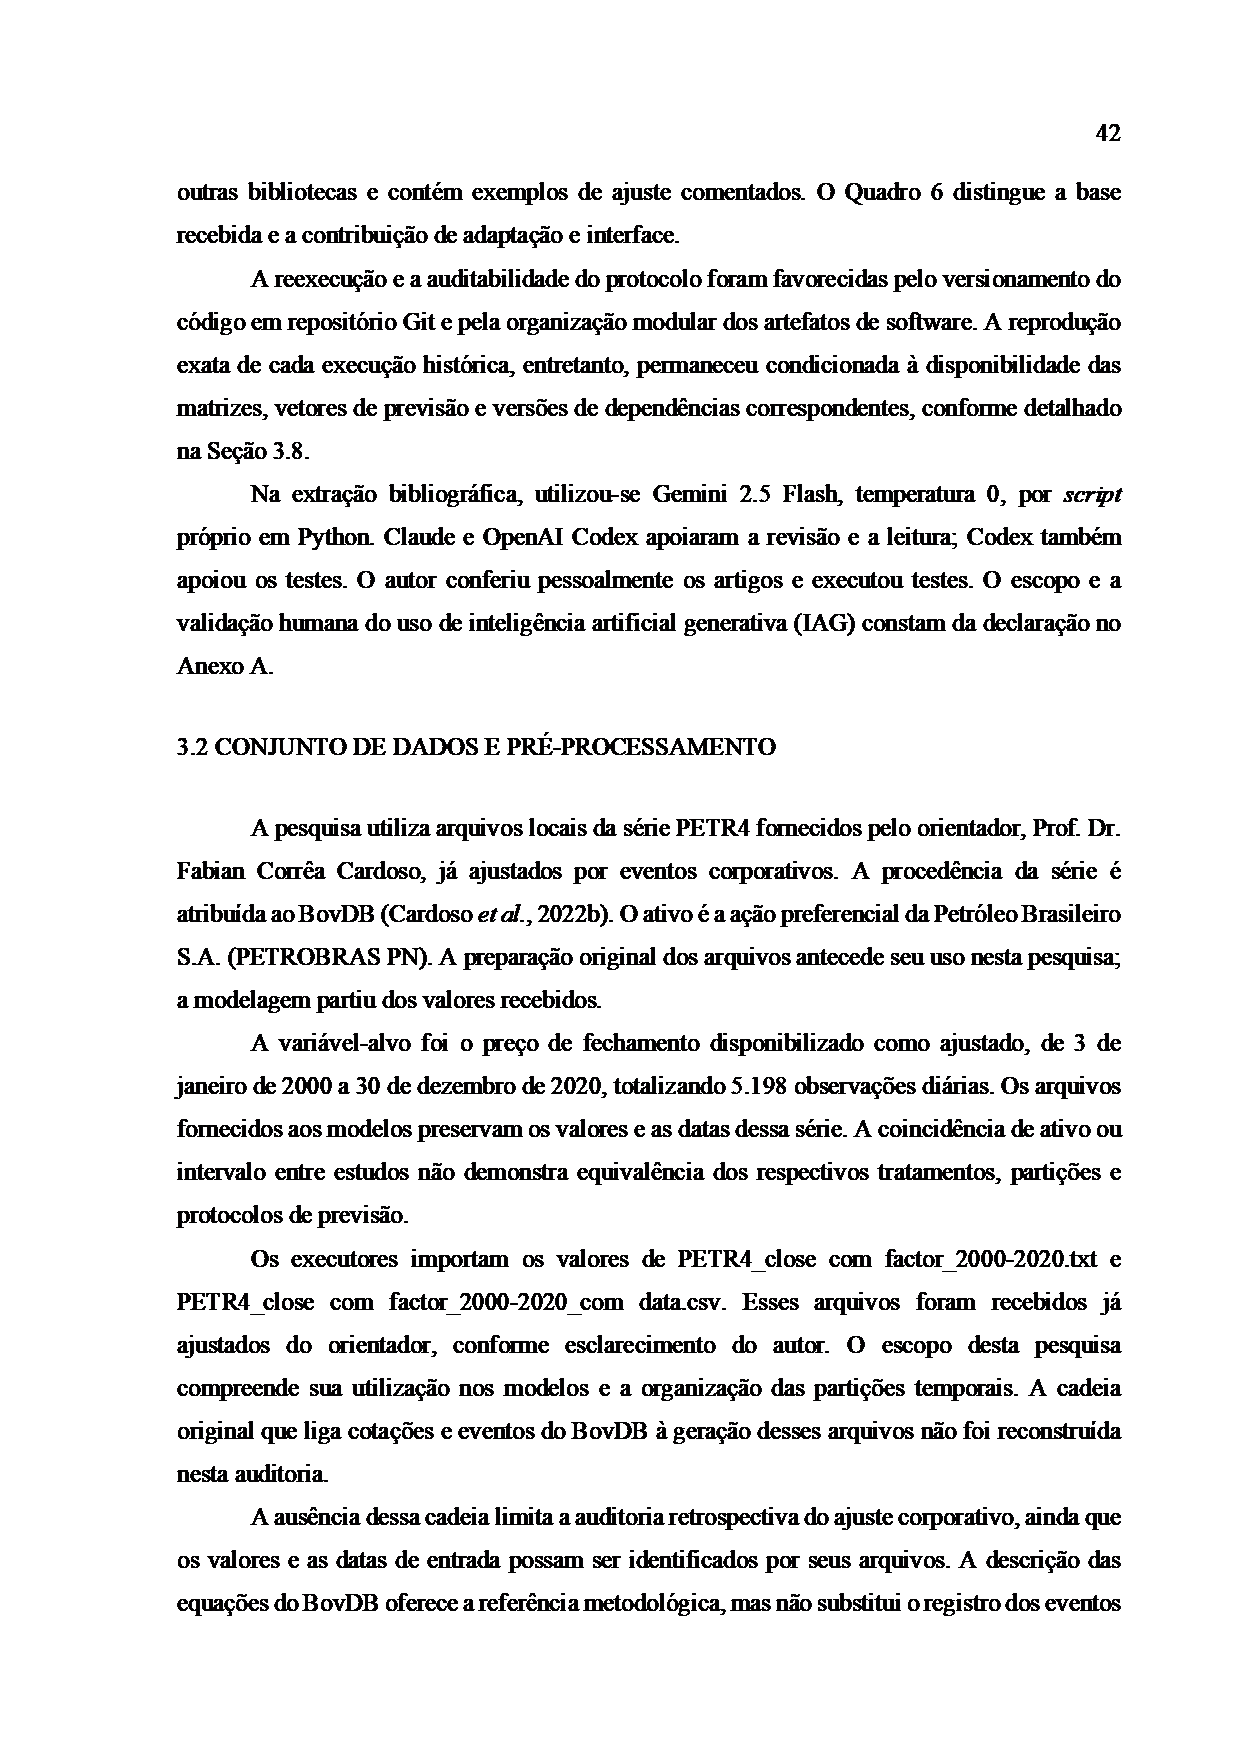 42
outras bibliotecas e contém exemplos de ajuste comentados. O Quadro 6 distingue a base
recebida e a contribuição de adaptação e interface.
A reexecução e a auditabilidade do protocolo foram favorecidas pelo versionamento do
código em repositório Git e pela organização modular dos artefatos de software. A reprodução
exata de cada execução histórica, entretanto, permaneceu condicionada à disponibilidade das
matrizes, vetores de previsão e versões de dependências correspondentes, conforme detalhado
na Seção 3.8.
Na extração bibliográfica, utilizou-se Gemini 2.5 Flash, temperatura 0, por script
próprio em Python. Claude e OpenAI Codex apoiaram a revisão e a leitura; Codex também
apoiou os testes. O autor conferiu pessoalmente os artigos e executou testes. O escopo e a
validação humana do uso de inteligência artificial generativa (IAG) constam da declaração no
Anexo A.
3.2 CONJUNTO DE DADOS E PRÉ-PROCESSAMENTO
A pesquisa utiliza arquivos locais da série PETR4 fornecidos pelo orientador, Prof. Dr.
Fabian Corrêa Cardoso, já ajustados por eventos corporativos. A procedência da série é
atribuída ao BovDB (Cardoso et al., 2022b). O ativo é a ação preferencial da Petróleo Brasileiro
S.A. (PETROBRAS PN). A preparação original dos arquivos antecede seu uso nesta pesquisa;
a modelagem partiu dos valores recebidos.
A variável-alvo foi o preço de fechamento disponibilizado como ajustado, de 3 de
janeiro de 2000 a 30 de dezembro de 2020, totalizando 5.198 observações diárias. Os arquivos
fornecidos aos modelos preservam os valores e as datas dessa série. A coincidência de ativo ou
intervalo entre estudos não demonstra equivalência dos respectivos tratamentos, partições e
protocolos de previsão.
Os executores importam os valores de PETR4_close com factor_2000-2020.txt e
PETR4_close com factor_2000-2020_com data.csv. Esses arquivos foram recebidos já
ajustados do orientador, conforme esclarecimento do autor. O escopo desta pesquisa
compreende sua utilização nos modelos e a organização das partições temporais. A cadeia
original que liga cotações e eventos do BovDB à geração desses arquivos não foi reconstruída
nesta auditoria.
A ausência dessa cadeia limita a auditoria retrospectiva do ajuste corporativo, ainda que
os valores e as datas de entrada possam ser identificados por seus arquivos. A descrição das
equações do BovDB oferece a referência metodológica, mas não substitui o registro dos eventos